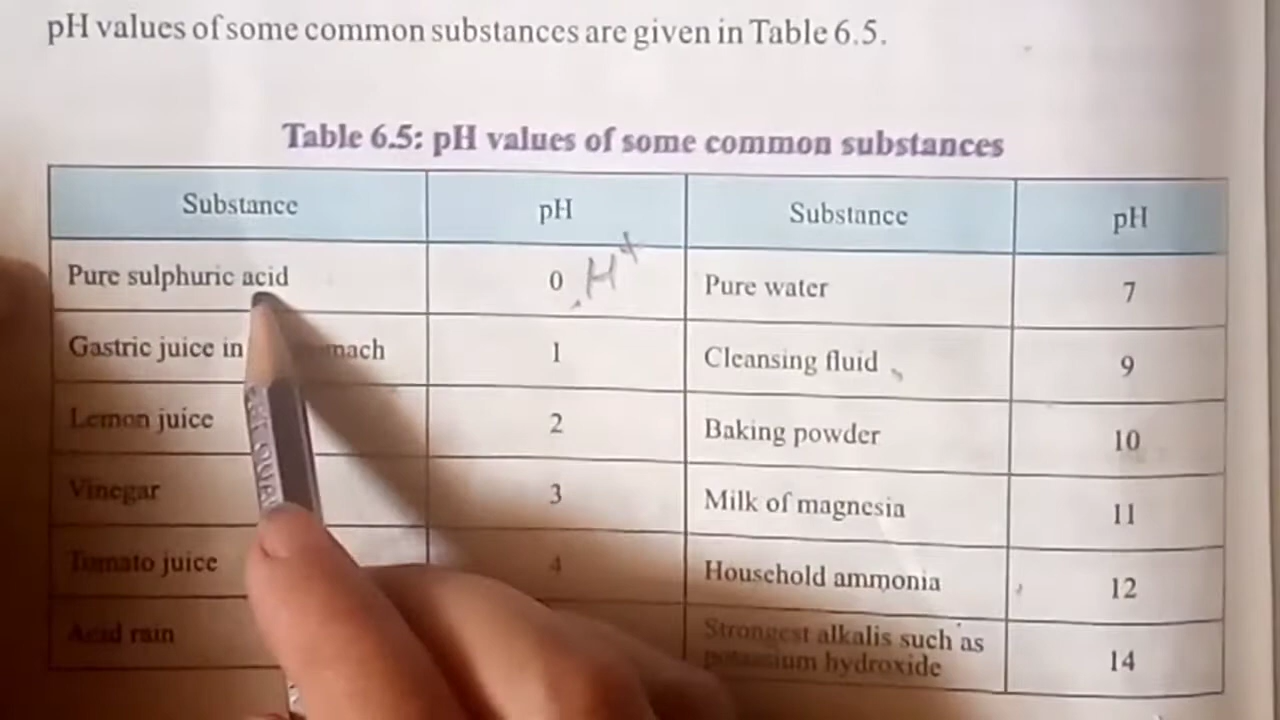 pH values of some common substances are given in Table 6.5.
Table 6.5: pH values of some common substances
Substance pH Substance pH
Pure sulphuric acid 0 H+ Pure water 7
Gastric juice in 1 Cleansing fluid 9
Lemon juice 2 Baking powder 10
Vinegar 3 Milk of magnesia 11
Tomato juice 4 Household ammonia 12
Acid rain Strongest alkalis such as
potassium hydroxide 14